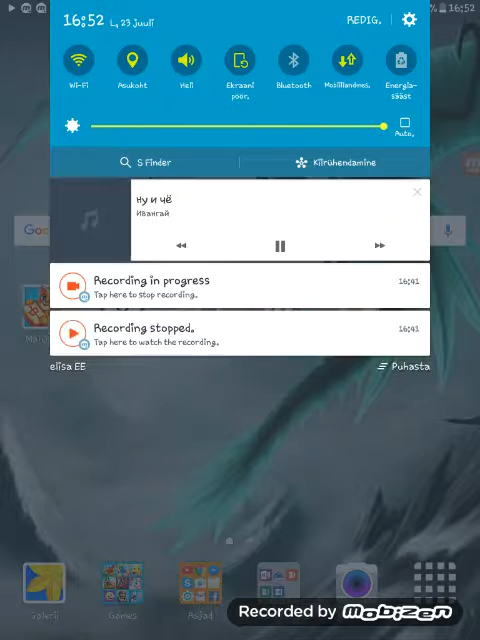 %
16:52
16:52 L, 23 juuli
REDIG.
Wi-Fi
Asukoht
Heli
Ekraani
pöör.
Bluetooth
Mobiilandmes.
Energia-
sääst
Auto.
S Finder
Kiirühendamine
ну и чё
Ивангай
Goo
Recording in progress
16:41
Tap here to stop recording.
Recording stopped.
16:41
Tap here to watch the recording.
elisa EE
Puhasta
Galerii
Games
Asjad
Recorded by mobizen